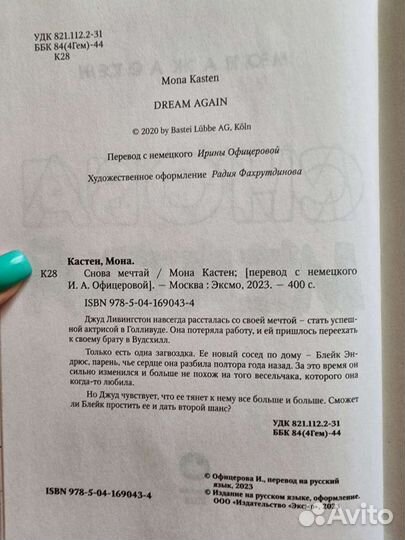 УДК 821.112.2-31
ББК 84(4Гем)-44
К28
Mona Kasten
DREAM AGAIN
© 2020 by Bastei Lübbe AG, Köln
Перевод с немецкого Ирины Офицеровой
Художественное оформление Радия Фахрутдинова
Кастен, Мона.
К28 Снова мечтай / Мона Кастен; [перевод с немецкого
И. А. Офицеровой]. — Москва : Эксмо, 2023. — 400 с.
ISBN 978-5-04-169043-4
Джуд Ливингстон навсегда рассталась со своей мечтой – стать успеш-
ной актрисой в Голливуде. Она потеряла работу, и ей пришлось переехать
к своему брату в Вудсхилл.
Только есть одна загвоздка. Ее новый сосед по дому – Блейк Эн-
дрюс, парень, чье сердце она разбила полтора года назад. За это время он
сильно изменился и больше не похож на того весельчака, которого она
когда-то любила.
Но Джуд чувствует, что ее тянет к нему все больше и больше. Сможет
ли Блейк простить ее и дать второй шанс?
УДК 821.112.2-31
ББК 84(4Гем)-44
© Офицерова И., перевод на русский
язык, 2023
© Издание на русском языке, оформление.
ISBN 978-5-04-169043-4
ООО «Издательство «Эксмо», 2023
Avito